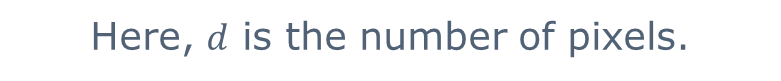 Here, d is the number of pixels.